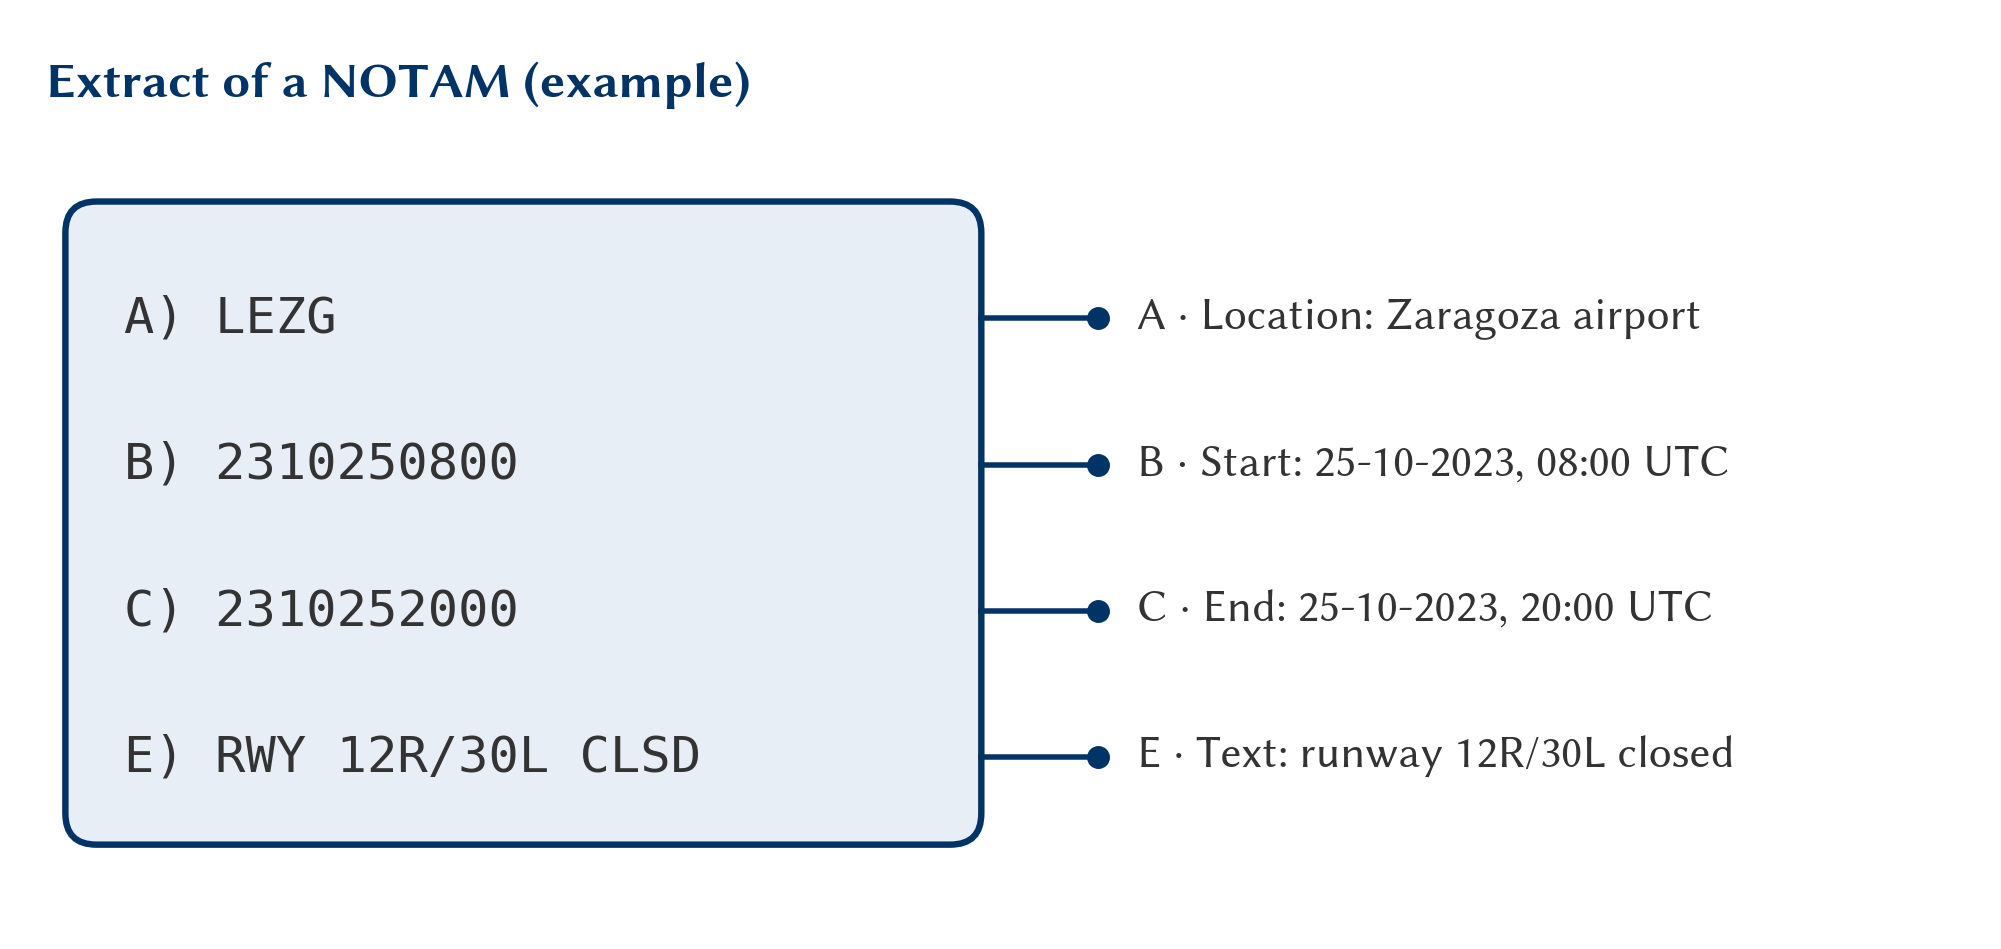 Extract of a NOTAM (example)
A) LEZG
A · Location: Zaragoza airport
B) 2310250800
B · Start: 25-10-2023, 08:00 UTC
C) 2310252000
C · End: 25-10-2023, 20:00 UTC
E) RWY 12R/30L CLSD
E · Text: runway 12R/30L closed